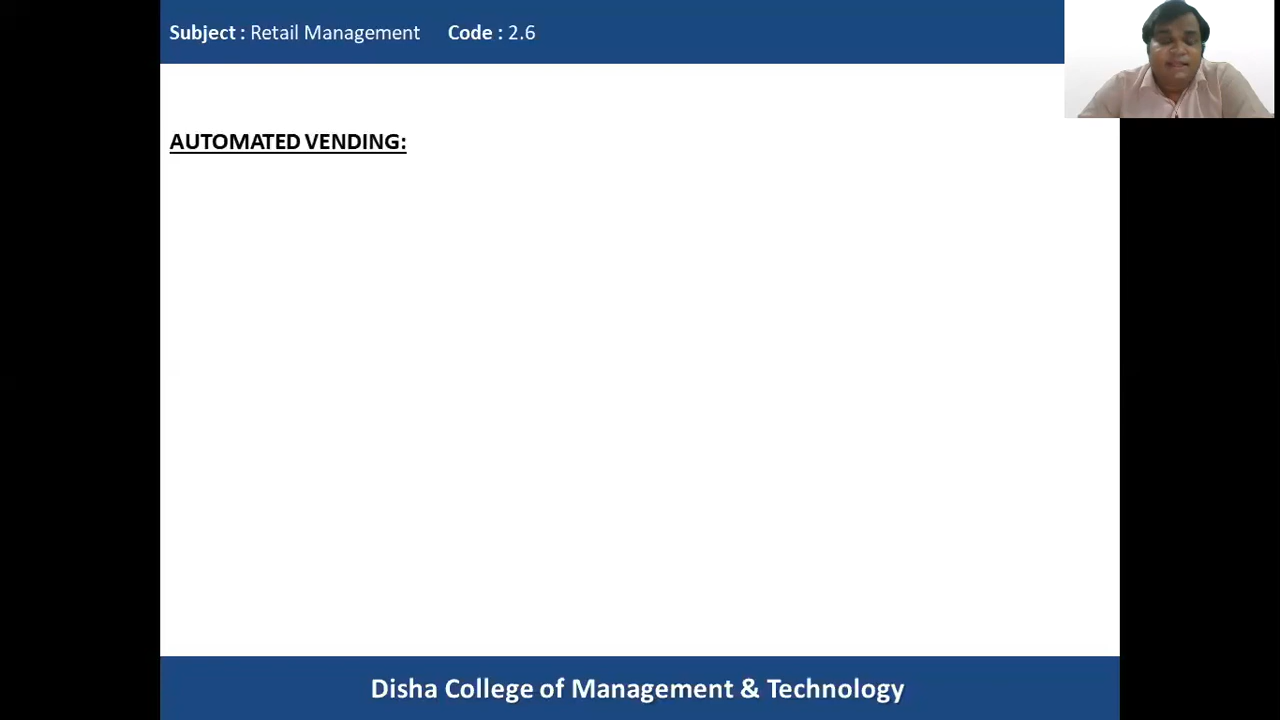 Subject : Retail Management Code : 2.6
AUTOMATED VENDING:
Disha College of Management & Technology